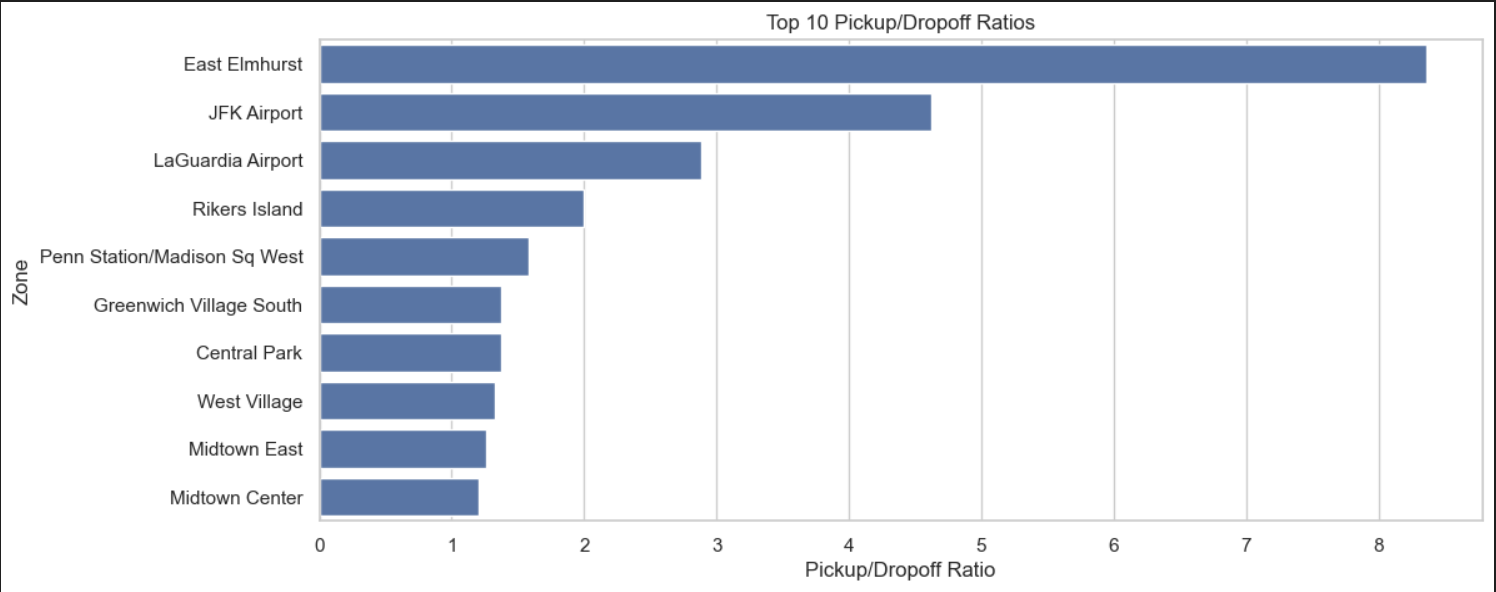 Top 10 Pickup/Dropoff Ratios
Zone
East Elmhurst
JFK Airport
LaGuardia Airport
Rikers Island
Penn Station/Madison Sq West
Greenwich Village South
Central Park
West Village
Midtown East
Midtown Center
0 1 2 3 4 5 6 7 8
Pickup/Dropoff Ratio